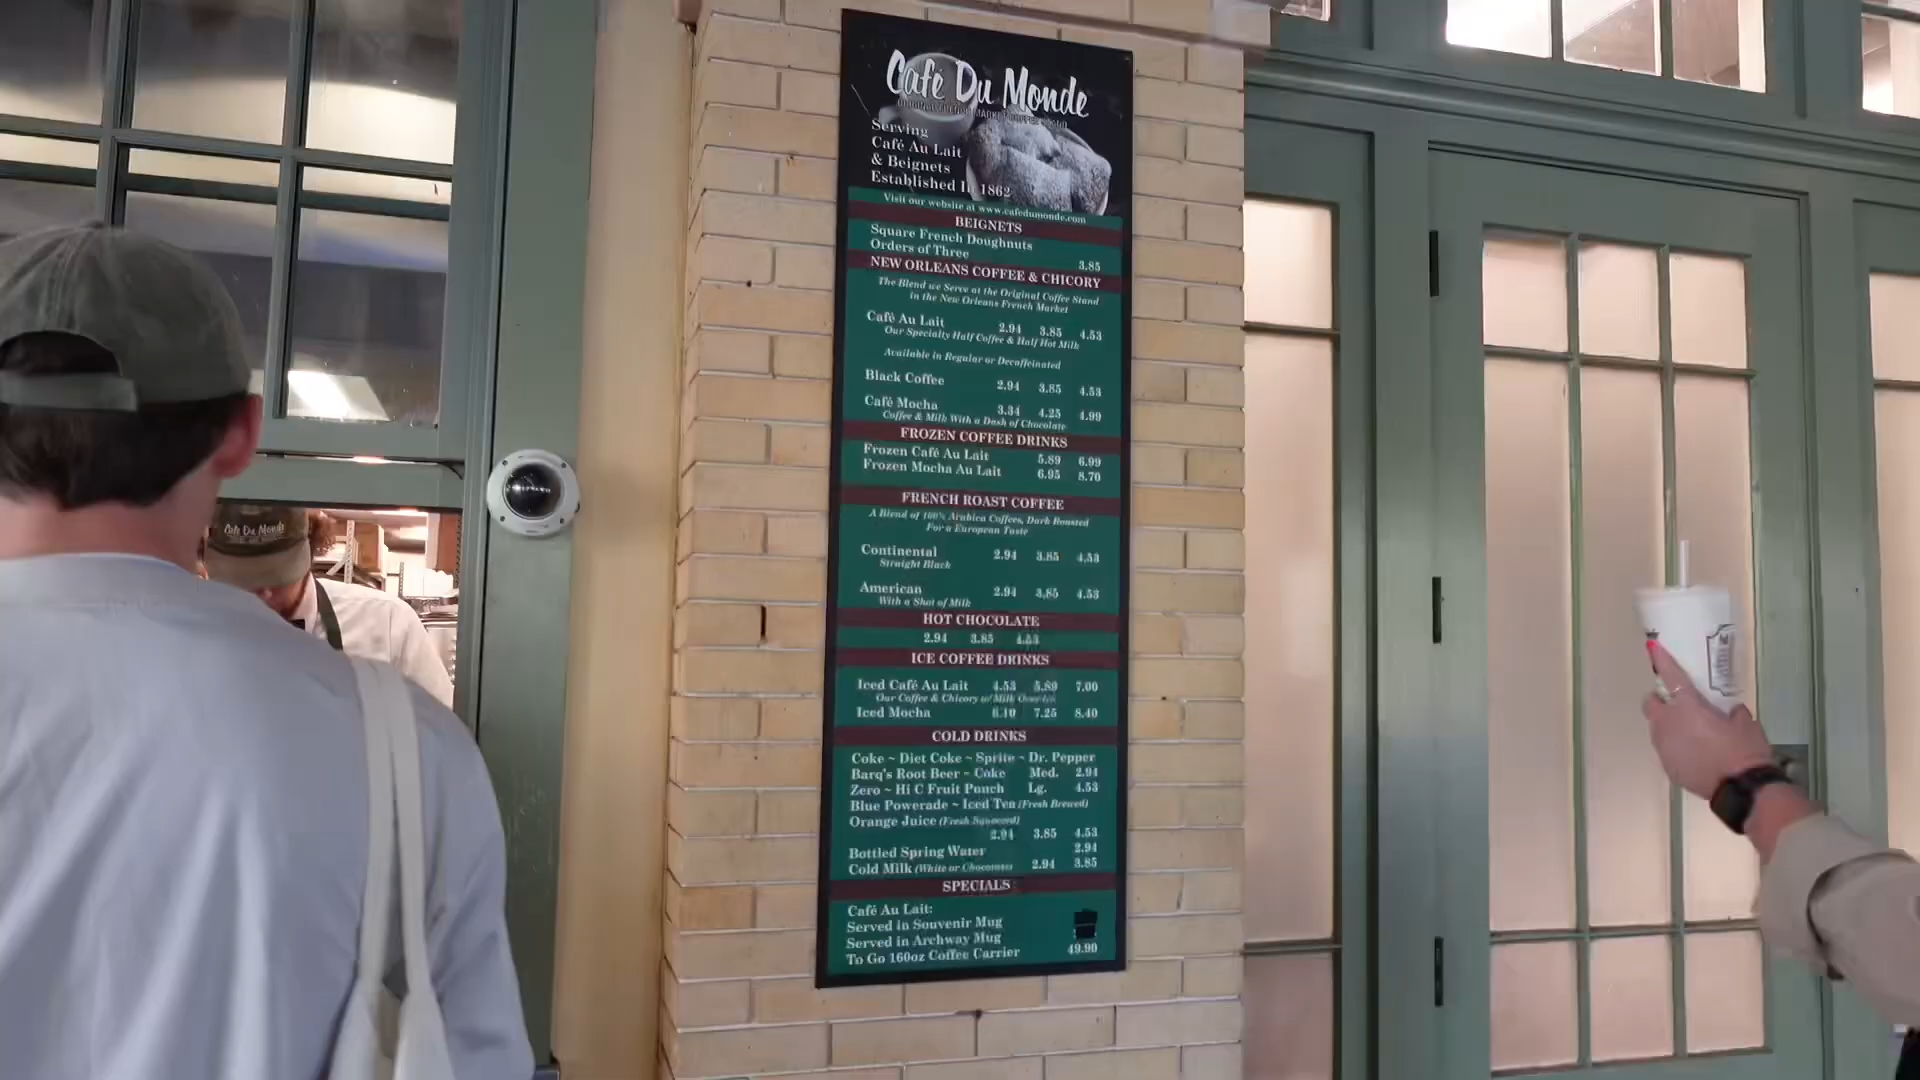 Café Du Monde
Serving
Café Au Lait
& Beignets
Established In 1862
Visit our website at www.cafedumonde.com
BEIGNETS
Square French Doughnuts
Orders of Three 3.85
NEW ORLEANS COFFEE & CHICORY
The Blend we Serve at the Original Coffee Stand
in the New Orleans French Market
Café Au Lait 2.94 3.85 4.53
Our Specialty Half Coffee & Half Hot Milk
Available in Regular or Decaffeinated
Black Coffee 2.94 3.85 4.53
Café Mocha 3.34 4.25 4.99
Coffee & Milk With a Dash of Chocolate
FROZEN COFFEE DRINKS
Frozen Café Au Lait 5.89 6.99
Frozen Mocha Au Lait 6.95 8.70
FRENCH ROAST COFFEE
A Blend of 100% Arabica Coffees, Dark Roasted
For a European Taste
Continental 2.94 3.85 4.53
Straight Black
American 2.94 3.85 4.53
With a Shot of Milk
HOT CHOCOLATE
2.94 3.85 4.53
ICE COFFEE DRINKS
Iced Café Au Lait 4.53 5.89 7.00
Our Coffee & Chicory w/ Milk Over Ice
Iced Mocha 6.10 7.25 8.40
COLD DRINKS
Coke ~ Diet Coke ~ Sprite ~ Dr. Pepper
Barq's Root Beer ~ Coke Med. 2.94
Zero ~ Hi C Fruit Punch Lg. 4.53
Blue Powerade ~ Iced Tea (Fresh Brewed)
Orange Juice (Fresh Squeezed)
2.94 3.85 4.53
Bottled Spring Water 2.94
Cold Milk (White or Chocolate) 2.94 3.85
SPECIALS
Café Au Lait:
Served in Souvenir Mug
Served in Archway Mug
To Go 160oz Coffee Carrier 49.90
Café Du Monde